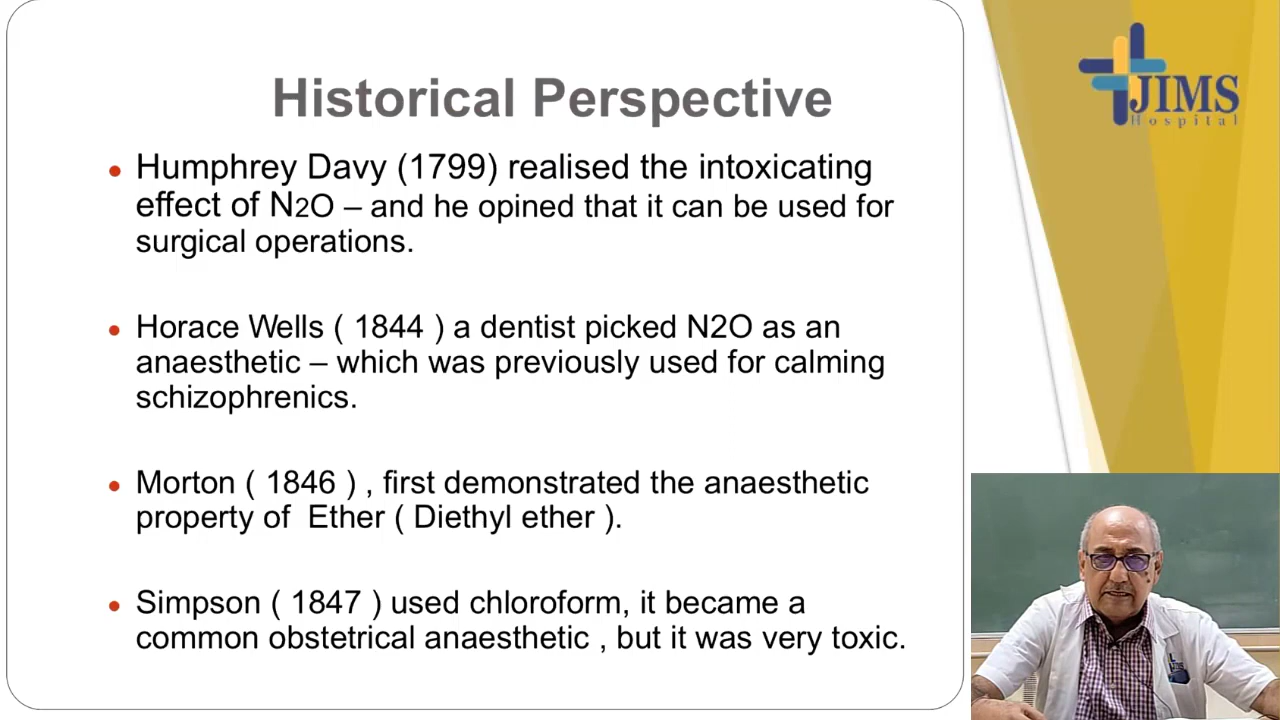 Historical Perspective
JIMS
Hospital
• Humphrey Davy (1799) realised the intoxicating
effect of N2O – and he opined that it can be used for
surgical operations.
• Horace Wells ( 1844 ) a dentist picked N2O as an
anaesthetic – which was previously used for calming
schizophrenics.
• Morton ( 1846 ) , first demonstrated the anaesthetic
property of Ether ( Diethyl ether ).
• Simpson ( 1847 ) used chloroform, it became a
common obstetrical anaesthetic , but it was very toxic.
JIMS